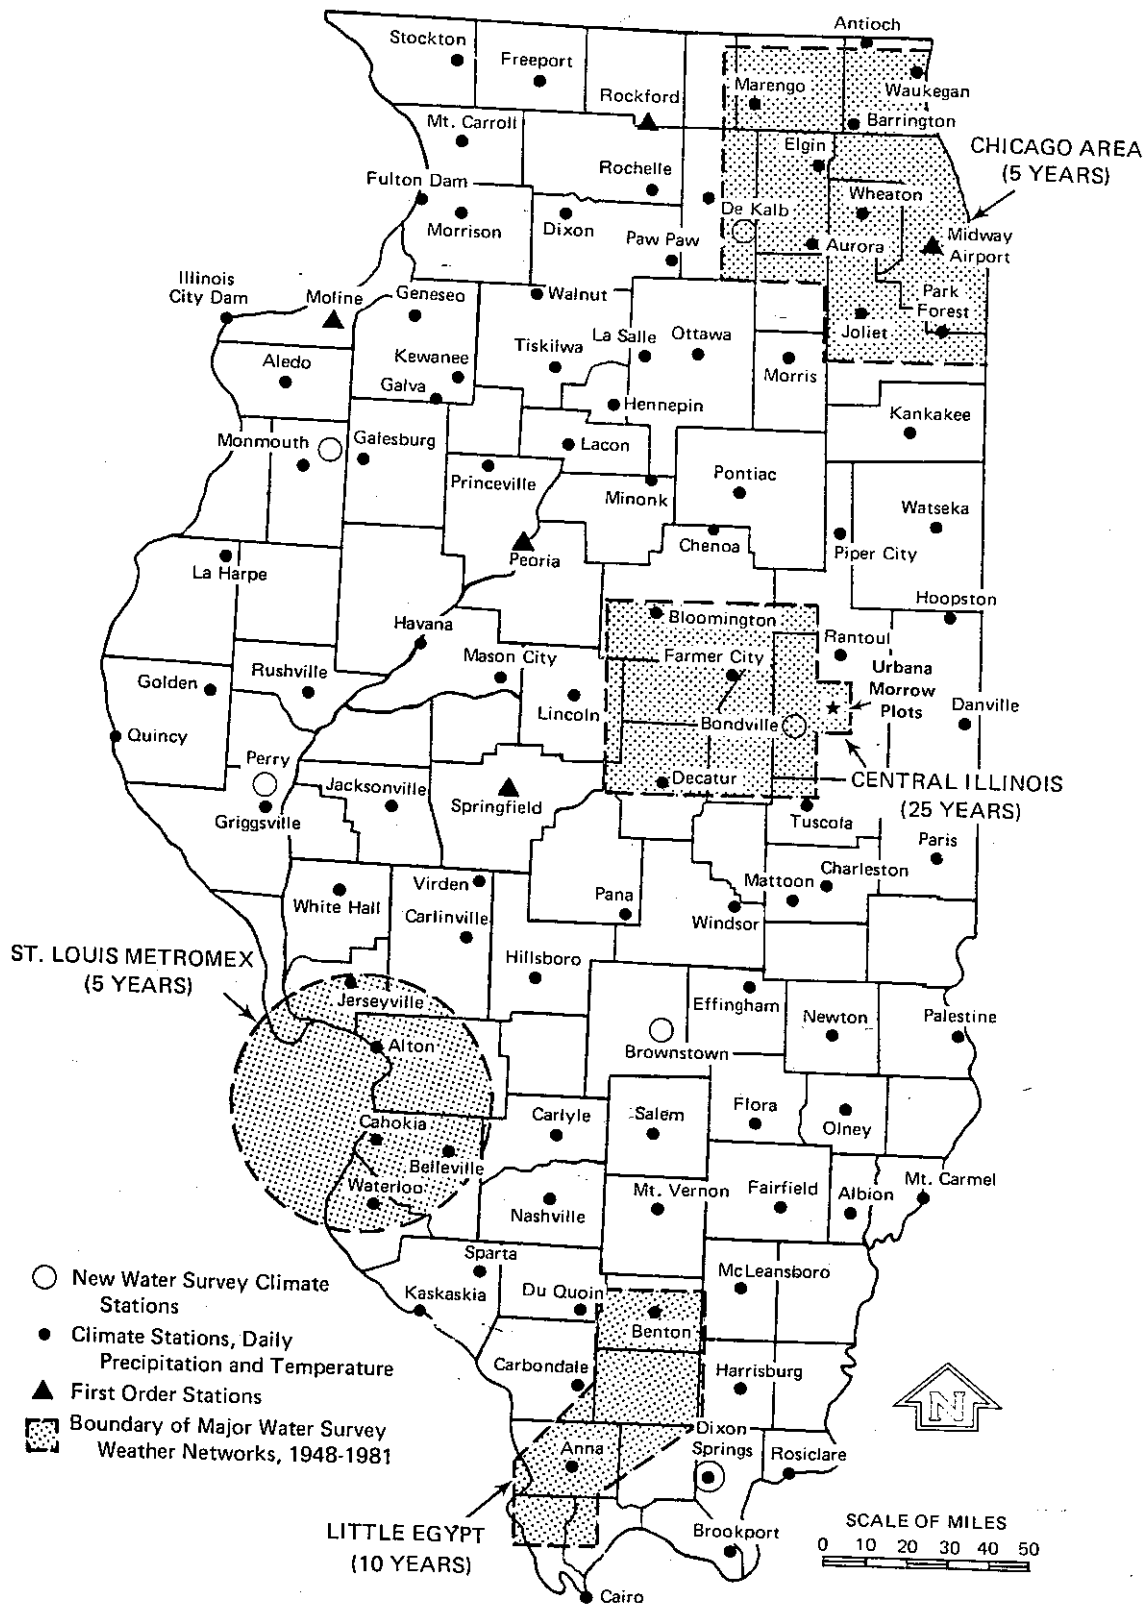 Antioch
Stockton
Freeport
Rockford
Marengo
Waukegan
Barrington
Mt. Carroll
Elgin
CHICAGO AREA
(5 YEARS)
Rochelle
Fulton Dam
Wheaton
De Kalb
Morrison
Dixon
Paw Paw
Aurora
Midway
Airport
Illinois
City Dam
Moline
Geneseo
Walnut
Park
Forest
La Salle
Ottawa
Joliet
Tiskilwa
Aledo
Kewanee
Morris
Galva
Hennepin
Kankakee
Monmouth
Galesburg
Lacon
Princeville
Pontiac
Minonk
Watseka
Chenoa
Piper City
Peoria
La Harpe
Hoopston
Bloomington
Havana
Rantoul
Mason City
Farmer City
Urbana
Morrow
Plots
Rushville
Golden
Lincoln
Bondville
Danville
Quincy
Perry
Decatur
CENTRAL ILLINOIS
(25 YEARS)
Jacksonville
Springfield
Griggsville
Tuscola
Paris
Charleston
Mattoon
Virden
White Hall
Carlinville
Pana
Windsor
ST. LOUIS METROMEX
(5 YEARS)
Hillsboro
Jerseyville
Effingham
Newton
Palestine
Alton
Brownstown
Carlyle
Salem
Flora
Olney
Cahokia
Belleville
Waterloo
Mt. Vernon
Fairfield
Albion
Mt. Carmel
Nashville
Sparta
McLeansboro
Kaskaskia
Du Quoin
Benton
New Water Survey Climate
Stations
Climate Stations, Daily
Precipitation and Temperature
First Order Stations
Boundary of Major Water Survey
Weather Networks, 1948-1981
Carbondale
Harrisburg
N
Dixon
Springs
Anna
Rosiclare
LITTLE EGYPT
(10 YEARS)
Brookport
Cairo
SCALE OF MILES
0 10 20 30 40 50